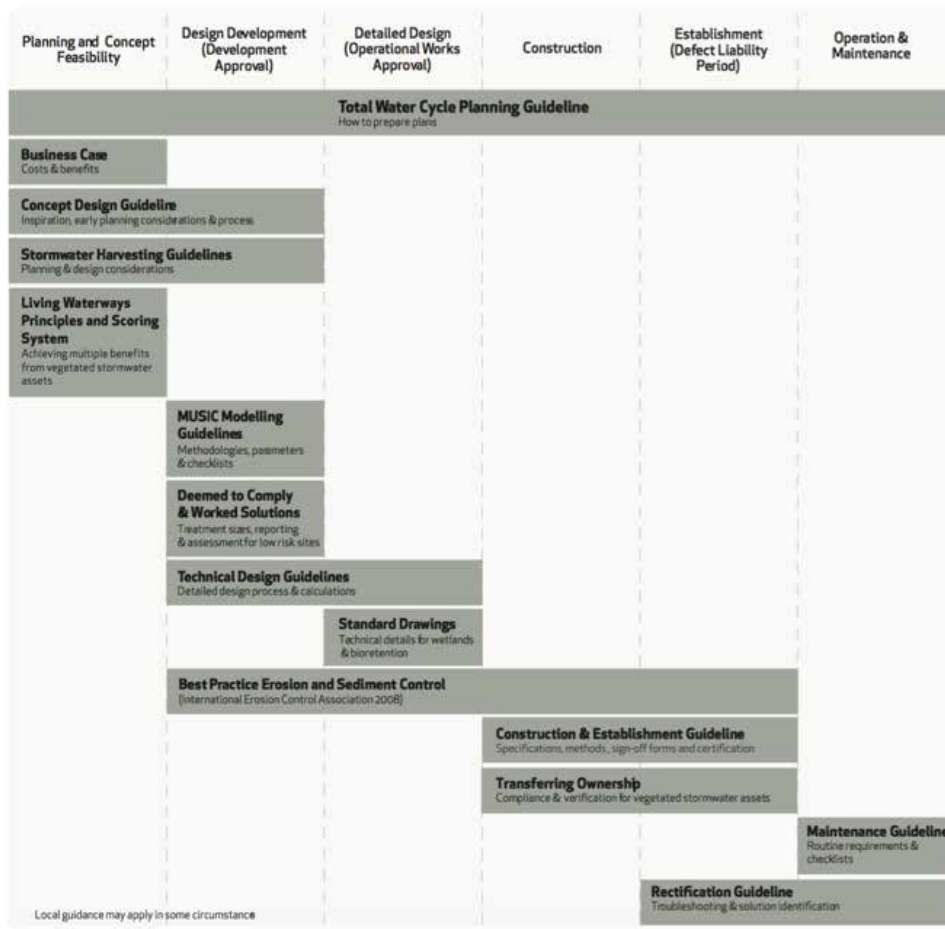 Planning and Concept
Feasibility
Design Development
(Development
Approval)
Detailed Design
(Operational Works
Approval)
Construction
Establishment
(Defect Liability
Period)
Operation &
Maintenance
Total Water Cycle Planning Guideline
How to prepare plans
Business Case
Costs & benefits
Concept Design Guideline
Inspiration, early planning considerations & process
Stormwater Harvesting Guidelines
Planning & design considerations
Living Waterways
Principles and Scoring
System
Achieving multiple benefits
from vegetated stormwater
assets
MUSIC Modelling
Guidelines
Methodologies, parameters
& checklists
Deemed to Comply
& Worked Solutions
Treatment sizes, reporting
& assessment for low risk sites
Technical Design Guidelines
Detailed design process & calculations
Standard Drawings
Technical details for wetlands
& bioretention
Best Practice Erosion and Sediment Control
(International Erosion Control Association 2008)
Construction & Establishment Guideline
Specifications, methods, sign-off forms and certification
Transferring Ownership
Compliance & verification for vegetated stormwater assets
Maintenance Guideline
Routine requirements &
checklists
Rectification Guideline
Troubleshooting & solution identification
Local guidance may apply in some circumstance